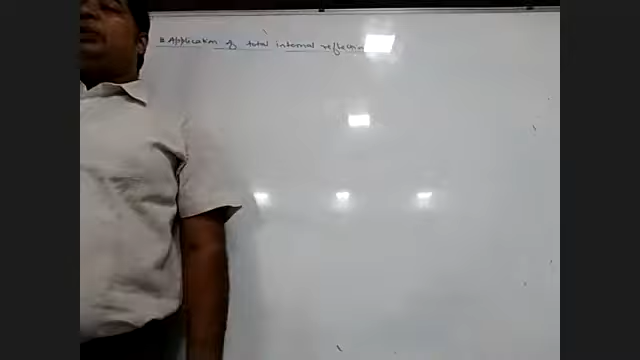 * Application of total internal reflection